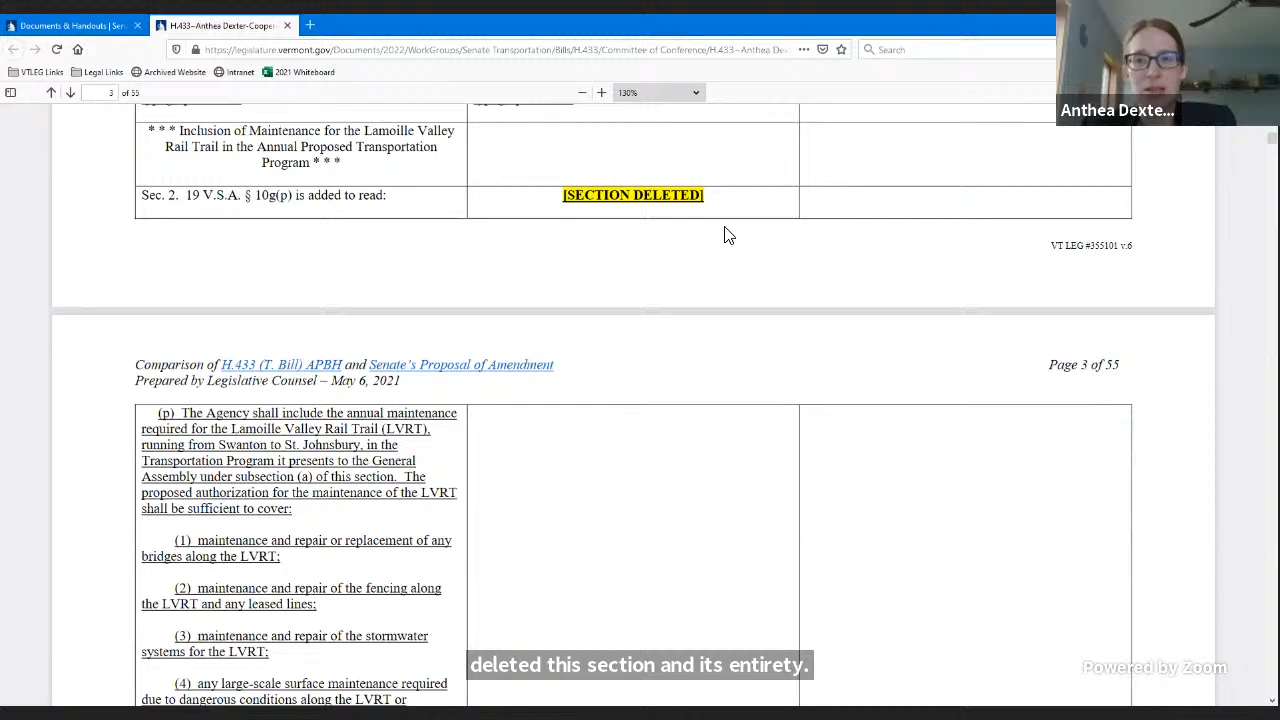 Documents & Handouts | Sen
H.433--Anthea Dexter-Cooper
https://legislature.vermont.gov/Documents/2022/WorkGroups/Senate Transportation/Bills/H.433/Committee of Conference/H.433--Anthea De
Search
VTLEG Links
Legal Links
Archived Website
Intranet
2021 Whiteboard
3 of 55
130%
Anthea Dexte...
* * * Inclusion of Maintenance for the Lamoille Valley
Rail Trail in the Annual Proposed Transportation
Program * * *
Sec. 2. 19 V.S.A. § 10g(p) is added to read:
[SECTION DELETED]
VT LEG #355101 v.6
Comparison of H.433 (T. Bill) APBH and Senate's Proposal of Amendment
Page 3 of 55
Prepared by Legislative Counsel – May 6, 2021
(p) The Agency shall include the annual maintenance
required for the Lamoille Valley Rail Trail (LVRT),
running from Swanton to St. Johnsbury, in the
Transportation Program it presents to the General
Assembly under subsection (a) of this section. The
proposed authorization for the maintenance of the LVRT
shall be sufficient to cover:
(1) maintenance and repair or replacement of any
bridges along the LVRT;
(2) maintenance and repair of the fencing along
the LVRT and any leased lines;
(3) maintenance and repair of the stormwater
systems for the LVRT;
(4) any large-scale surface maintenance required
due to dangerous conditions along the LVRT or
deleted this section and its entirety.
Powered by Zoom